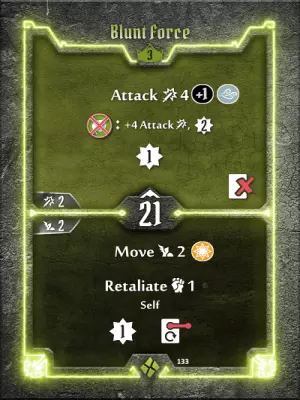 Blunt Force
3
Attack 4 +1
: +4 Attack , 2
1
2
21
2
Move 2
Retaliate 1
Self
1
133